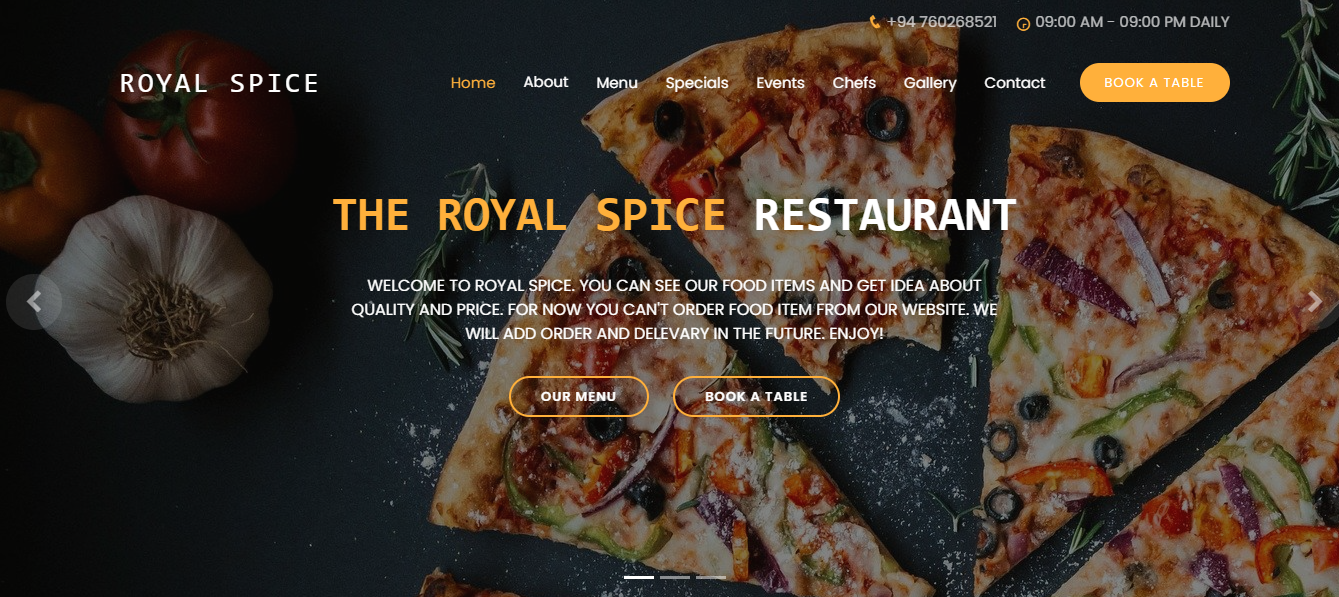 +94 760268521 09:00 AM - 09:00 PM DAILY
ROYAL SPICE Home About Menu Specials Events Chefs Gallery Contact BOOK A TABLE
THE ROYAL SPICE RESTAURANT
WELCOME TO ROYAL SPICE. YOU CAN SEE OUR FOOD ITEMS AND GET IDEA ABOUT
QUALITY AND PRICE. FOR NOW YOU CAN'T ORDER FOOD ITEM FROM OUR WEBSITE. WE
WILL ADD ORDER AND DELEVARY IN THE FUTURE. ENJOY!
OUR MENU BOOK A TABLE